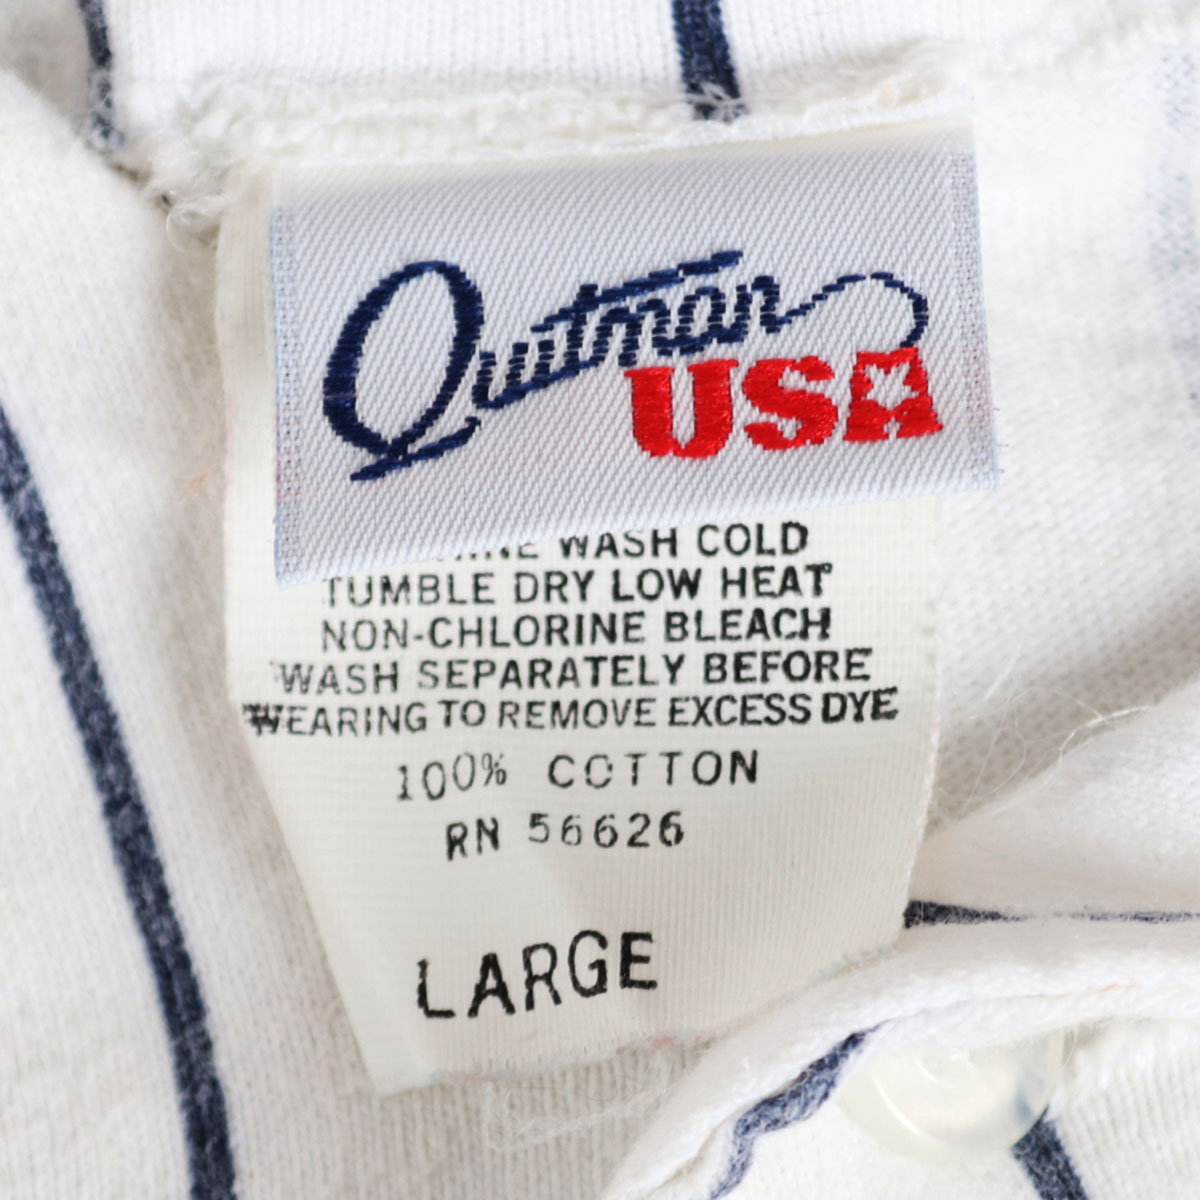 Quitman
USA
WASH COLD
TUMBLE DRY LOW HEAT
NON-CHLORINE BLEACH
WASH SEPARATELY BEFORE
WEARING TO REMOVE EXCESS DYE
100% COTTON
RN 56626
LARGE